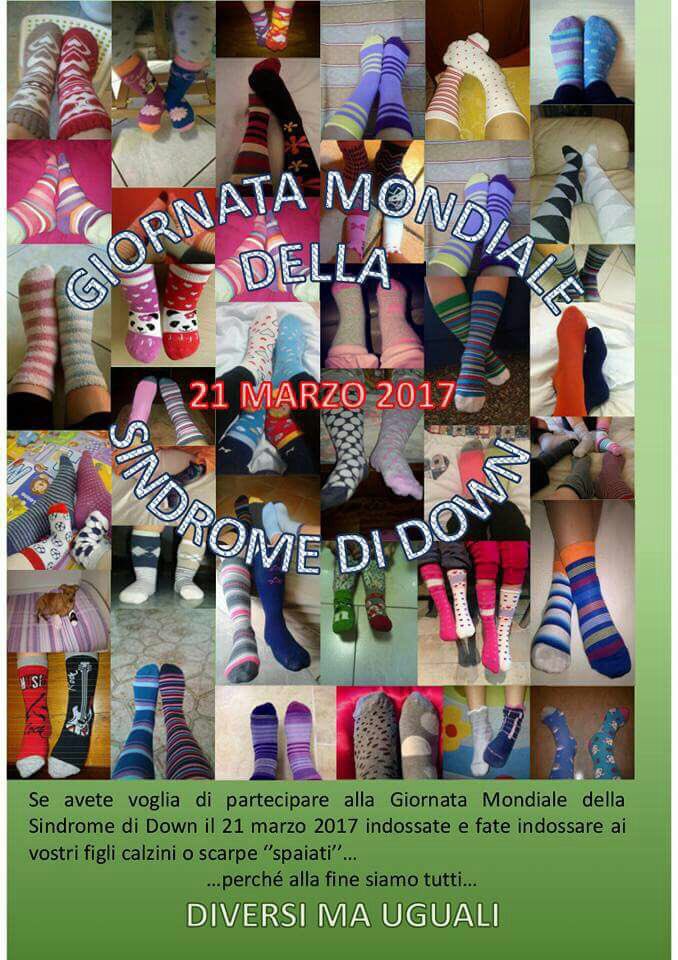 GIORNATA MONDIALE
DELLA
21 MARZO 2017
SINDROME DI DOWN
Se avete voglia di partecipare alla Giornata Mondiale della
Sindrome di Down il 21 marzo 2017 indossate e fate indossare ai
vostri figli calzini o scarpe ‘’spaiati’’…
…perché alla fine siamo tutti…
DIVERSI MA UGUALI